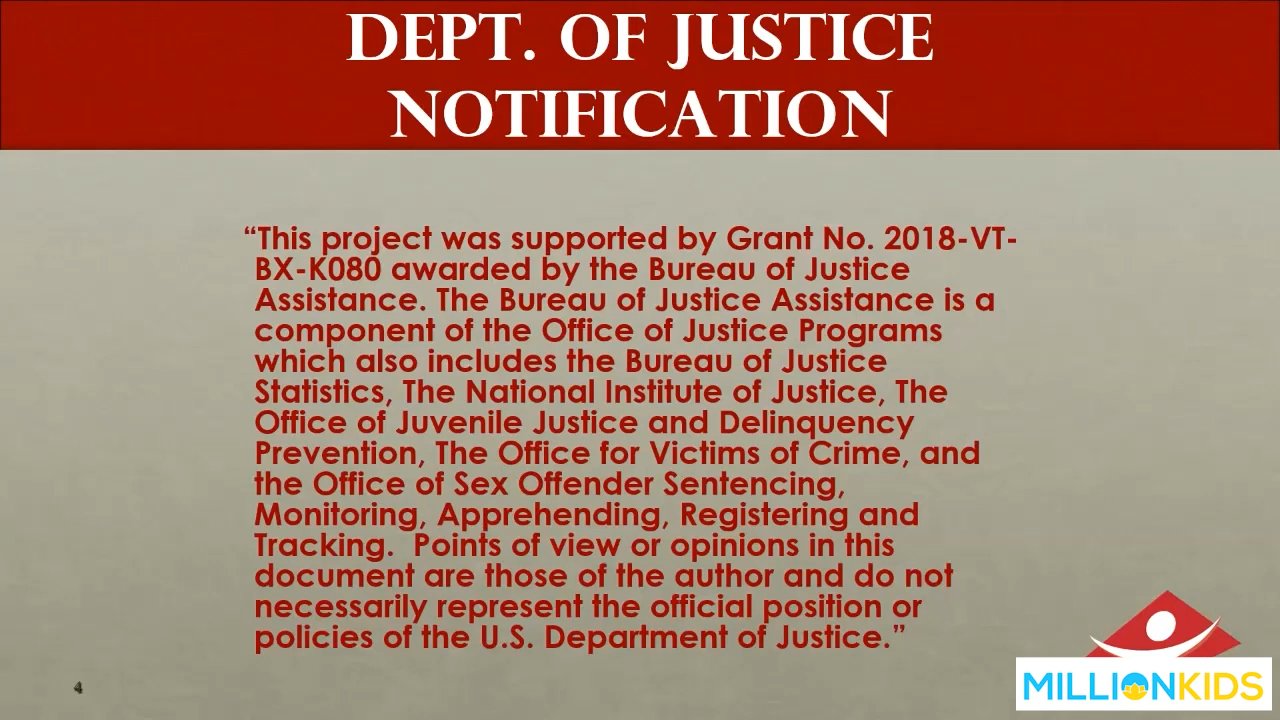 DEPT. OF JUSTICE
NOTIFICATION
“This project was supported by Grant No. 2018-VT-
BX-K080 awarded by the Bureau of Justice
Assistance. The Bureau of Justice Assistance is a
component of the Office of Justice Programs
which also includes the Bureau of Justice
Statistics, The National Institute of Justice, The
Office of Juvenile Justice and Delinquency
Prevention, The Office for Victims of Crime, and
the Office of Sex Offender Sentencing,
Monitoring, Apprehending, Registering and
Tracking.  Points of view or opinions in this
document are those of the author and do not
necessarily represent the official position or
policies of the U.S. Department of Justice.”
4
MILLIONKIDS